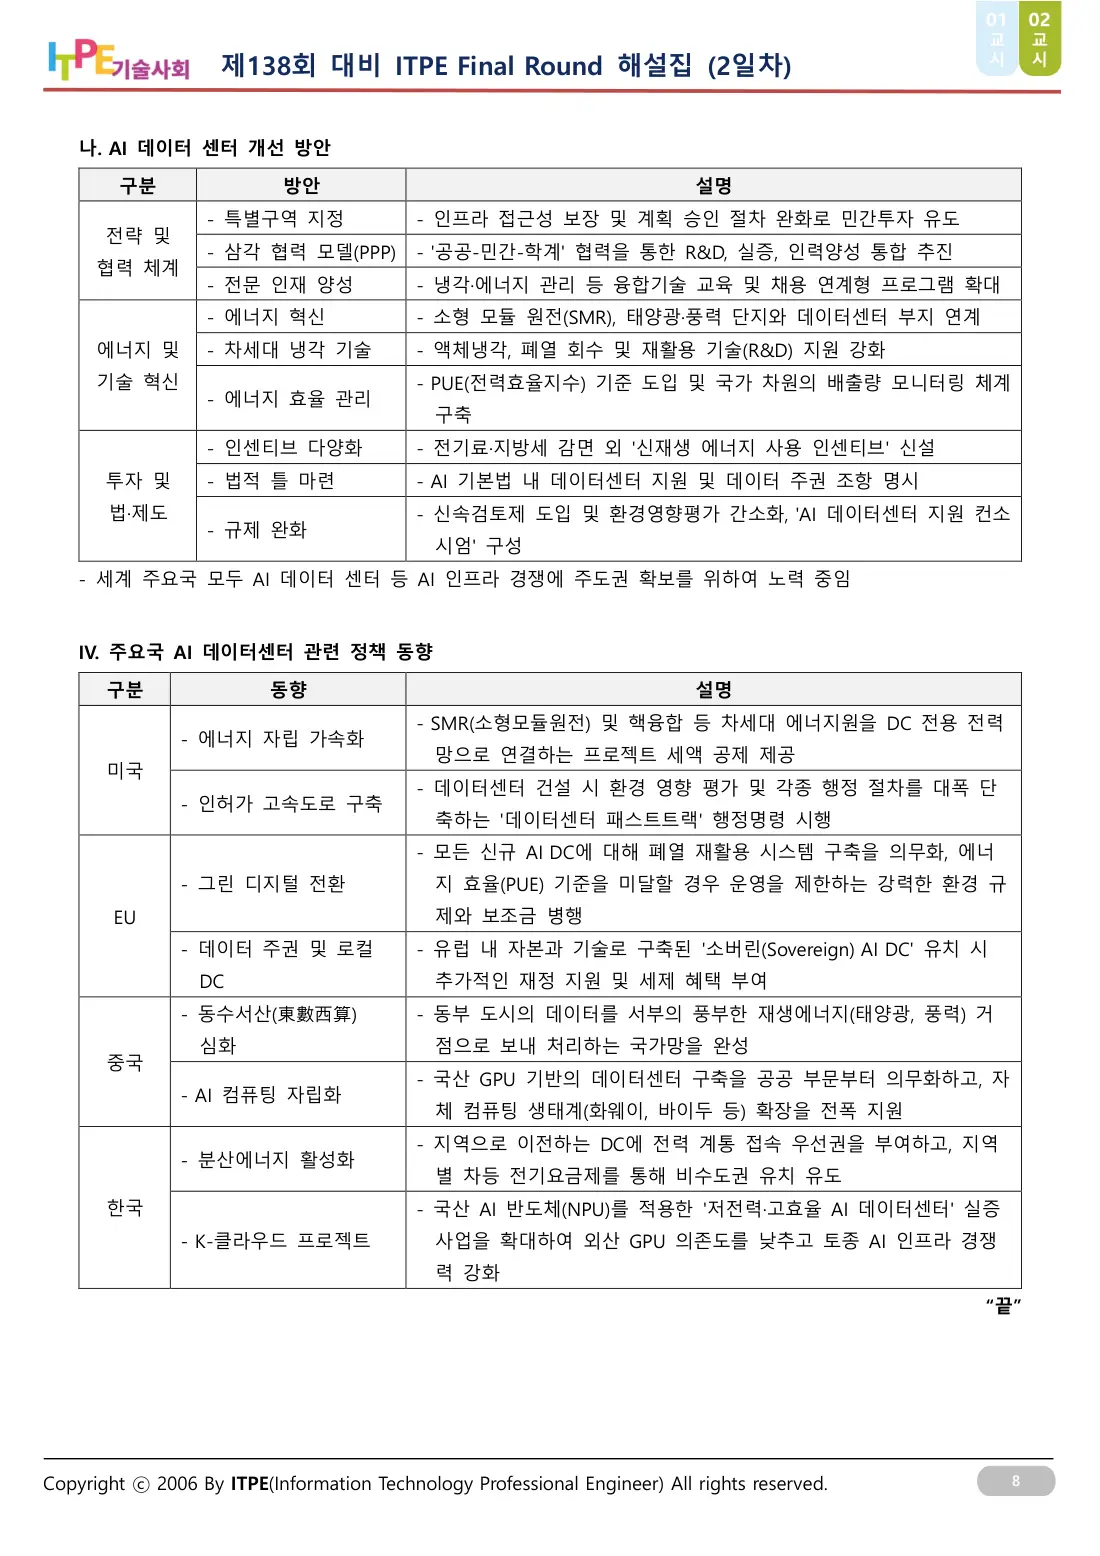 01
교
시
02
교
시
ITPE기술사회
제138회 대비 ITPE Final Round 해설집 (2일차)
나. AI 데이터 센터 개선 방안
구분 방안 설명
전략 및
협력 체계
- 특별구역 지정 - 인프라 접근성 보장 및 계획 승인 절차 완화로 민간투자 유도
- 삼각 협력 모델(PPP) - '공공-민간-학계' 협력을 통한 R&D, 실증, 인력양성 통합 추진
- 전문 인재 양성 - 냉각·에너지 관리 등 융합기술 교육 및 채용 연계형 프로그램 확대
에너지 및
기술 혁신
- 에너지 혁신 - 소형 모듈 원전(SMR), 태양광·풍력 단지와 데이터센터 부지 연계
- 차세대 냉각 기술 - 액체냉각, 폐열 회수 및 재활용 기술(R&D) 지원 강화
- 에너지 효율 관리 - PUE(전력효율지수) 기준 도입 및 국가 차원의 배출량 모니터링 체계
구축
투자 및
법·제도
- 인센티브 다양화 - 전기료·지방세 감면 외 '신재생 에너지 사용 인센티브' 신설
- 법적 틀 마련 - AI 기본법 내 데이터센터 지원 및 데이터 주권 조항 명시
- 규제 완화 - 신속검토제 도입 및 환경영향평가 간소화, 'AI 데이터센터 지원 컨소
시엄' 구성
- 세계 주요국 모두 AI 데이터 센터 등 AI 인프라 경쟁에 주도권 확보를 위하여 노력 중임
IV. 주요국 AI 데이터센터 관련 정책 동향
구분 동향 설명
미국
- 에너지 자립 가속화 - SMR(소형모듈원전) 및 핵융합 등 차세대 에너지원을 DC 전용 전력
망으로 연결하는 프로젝트 세액 공제 제공
- 인허가 고속도로 구축 - 데이터센터 건설 시 환경 영향 평가 및 각종 행정 절차를 대폭 단
축하는 '데이터센터 패스트트랙' 행정명령 시행
EU
- 그린 디지털 전환 - 모든 신규 AI DC에 대해 폐열 재활용 시스템 구축을 의무화, 에너
지 효율(PUE) 기준을 미달할 경우 운영을 제한하는 강력한 환경 규
제와 보조금 병행
- 데이터 주권 및 로컬
DC
- 유럽 내 자본과 기술로 구축된 '소버린(Sovereign) AI DC' 유치 시
추가적인 재정 지원 및 세제 혜택 부여
중국
- 동수서산(東數西算)
심화
- 동부 도시의 데이터를 서부의 풍부한 재생에너지(태양광, 풍력) 거
점으로 보내 처리하는 국가망을 완성
- AI 컴퓨팅 자립화 - 국산 GPU 기반의 데이터센터 구축을 공공 부문부터 의무화하고, 자
체 컴퓨팅 생태계(화웨이, 바이두 등) 확장을 전폭 지원
한국
- 분산에너지 활성화 - 지역으로 이전하는 DC에 전력 계통 접속 우선권을 부여하고, 지역
별 차등 전기요금제를 통해 비수도권 유치 유도
- K-클라우드 프로젝트 - 국산 AI 반도체(NPU)를 적용한 '저전력·고효율 AI 데이터센터' 실증
사업을 확대하여 외산 GPU 의존도를 낮추고 토종 AI 인프라 경쟁
력 강화
“끝”
Copyright ⓒ 2006 By ITPE(Information Technology Professional Engineer) All rights reserved.
8